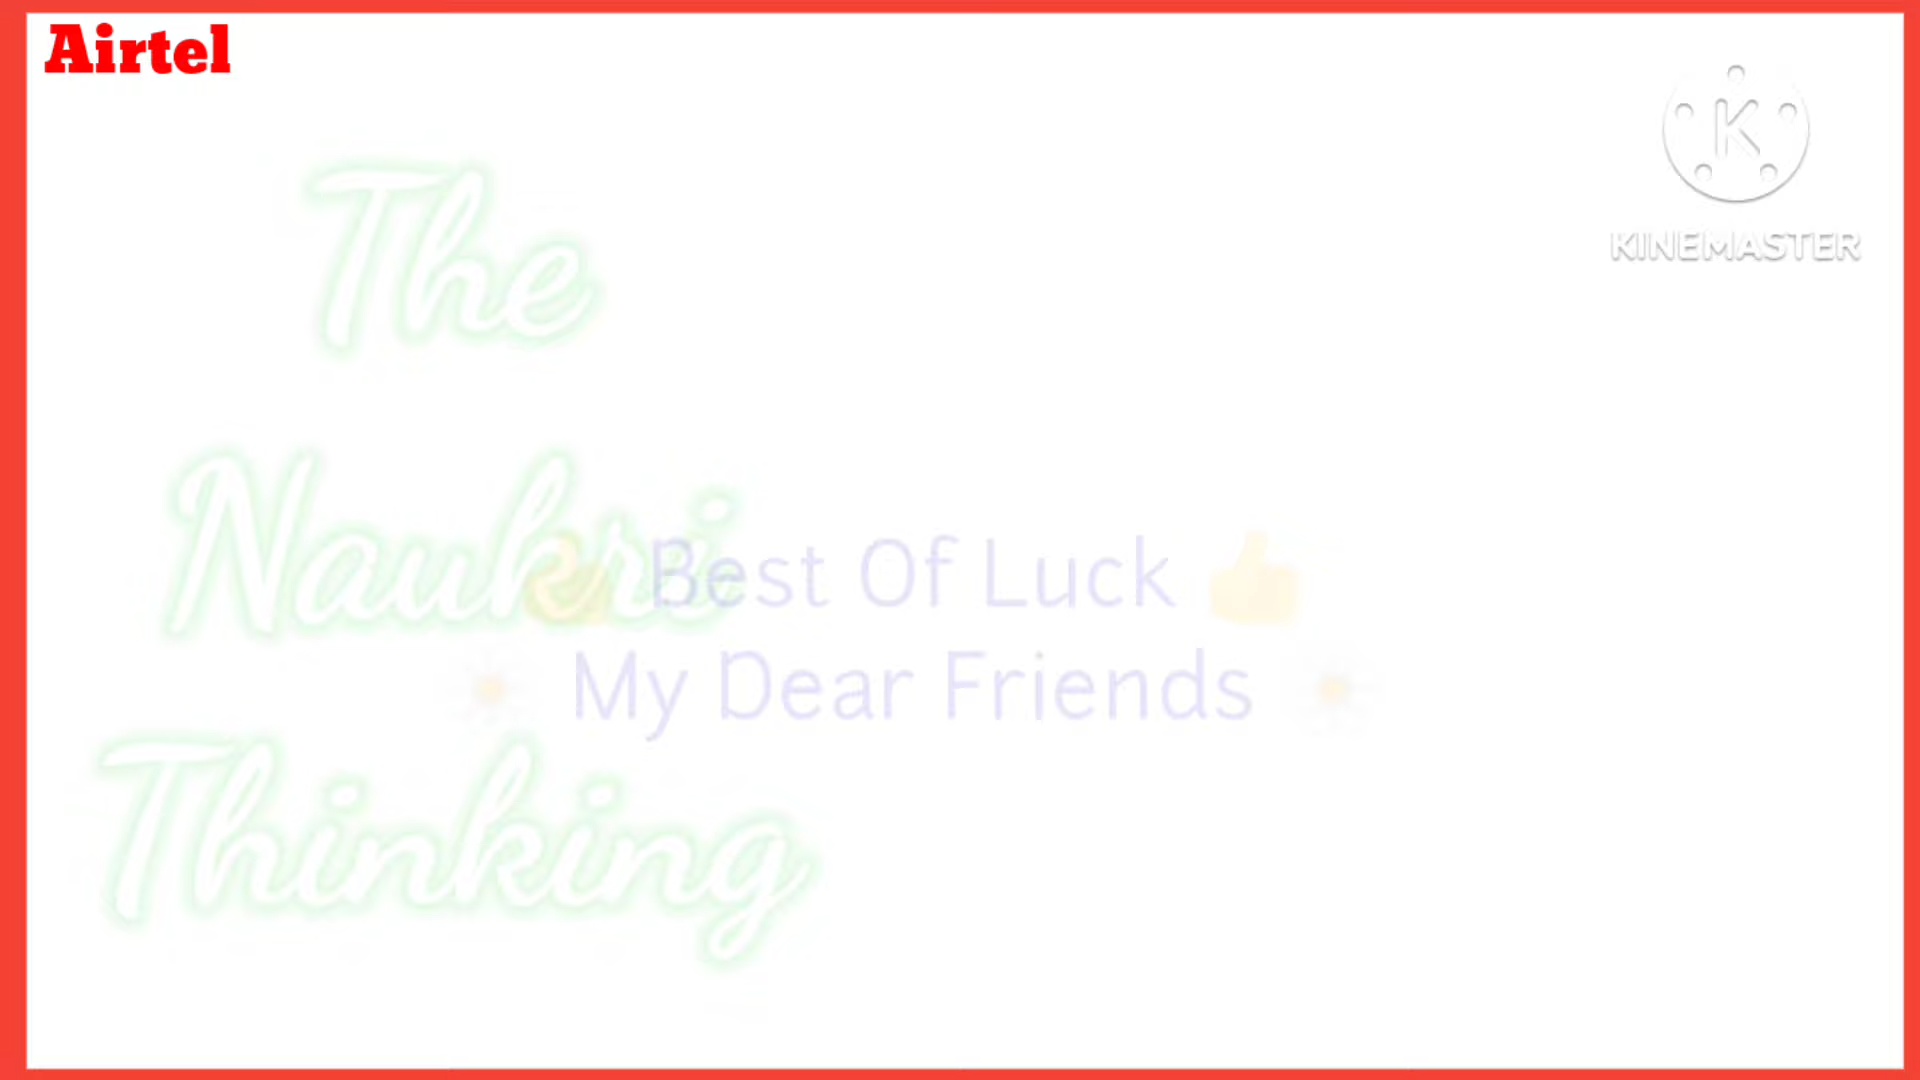 Airtel
KINEMASTER
The
Naukri
Thinking
Best Of Luck 👍
My Dear Friends